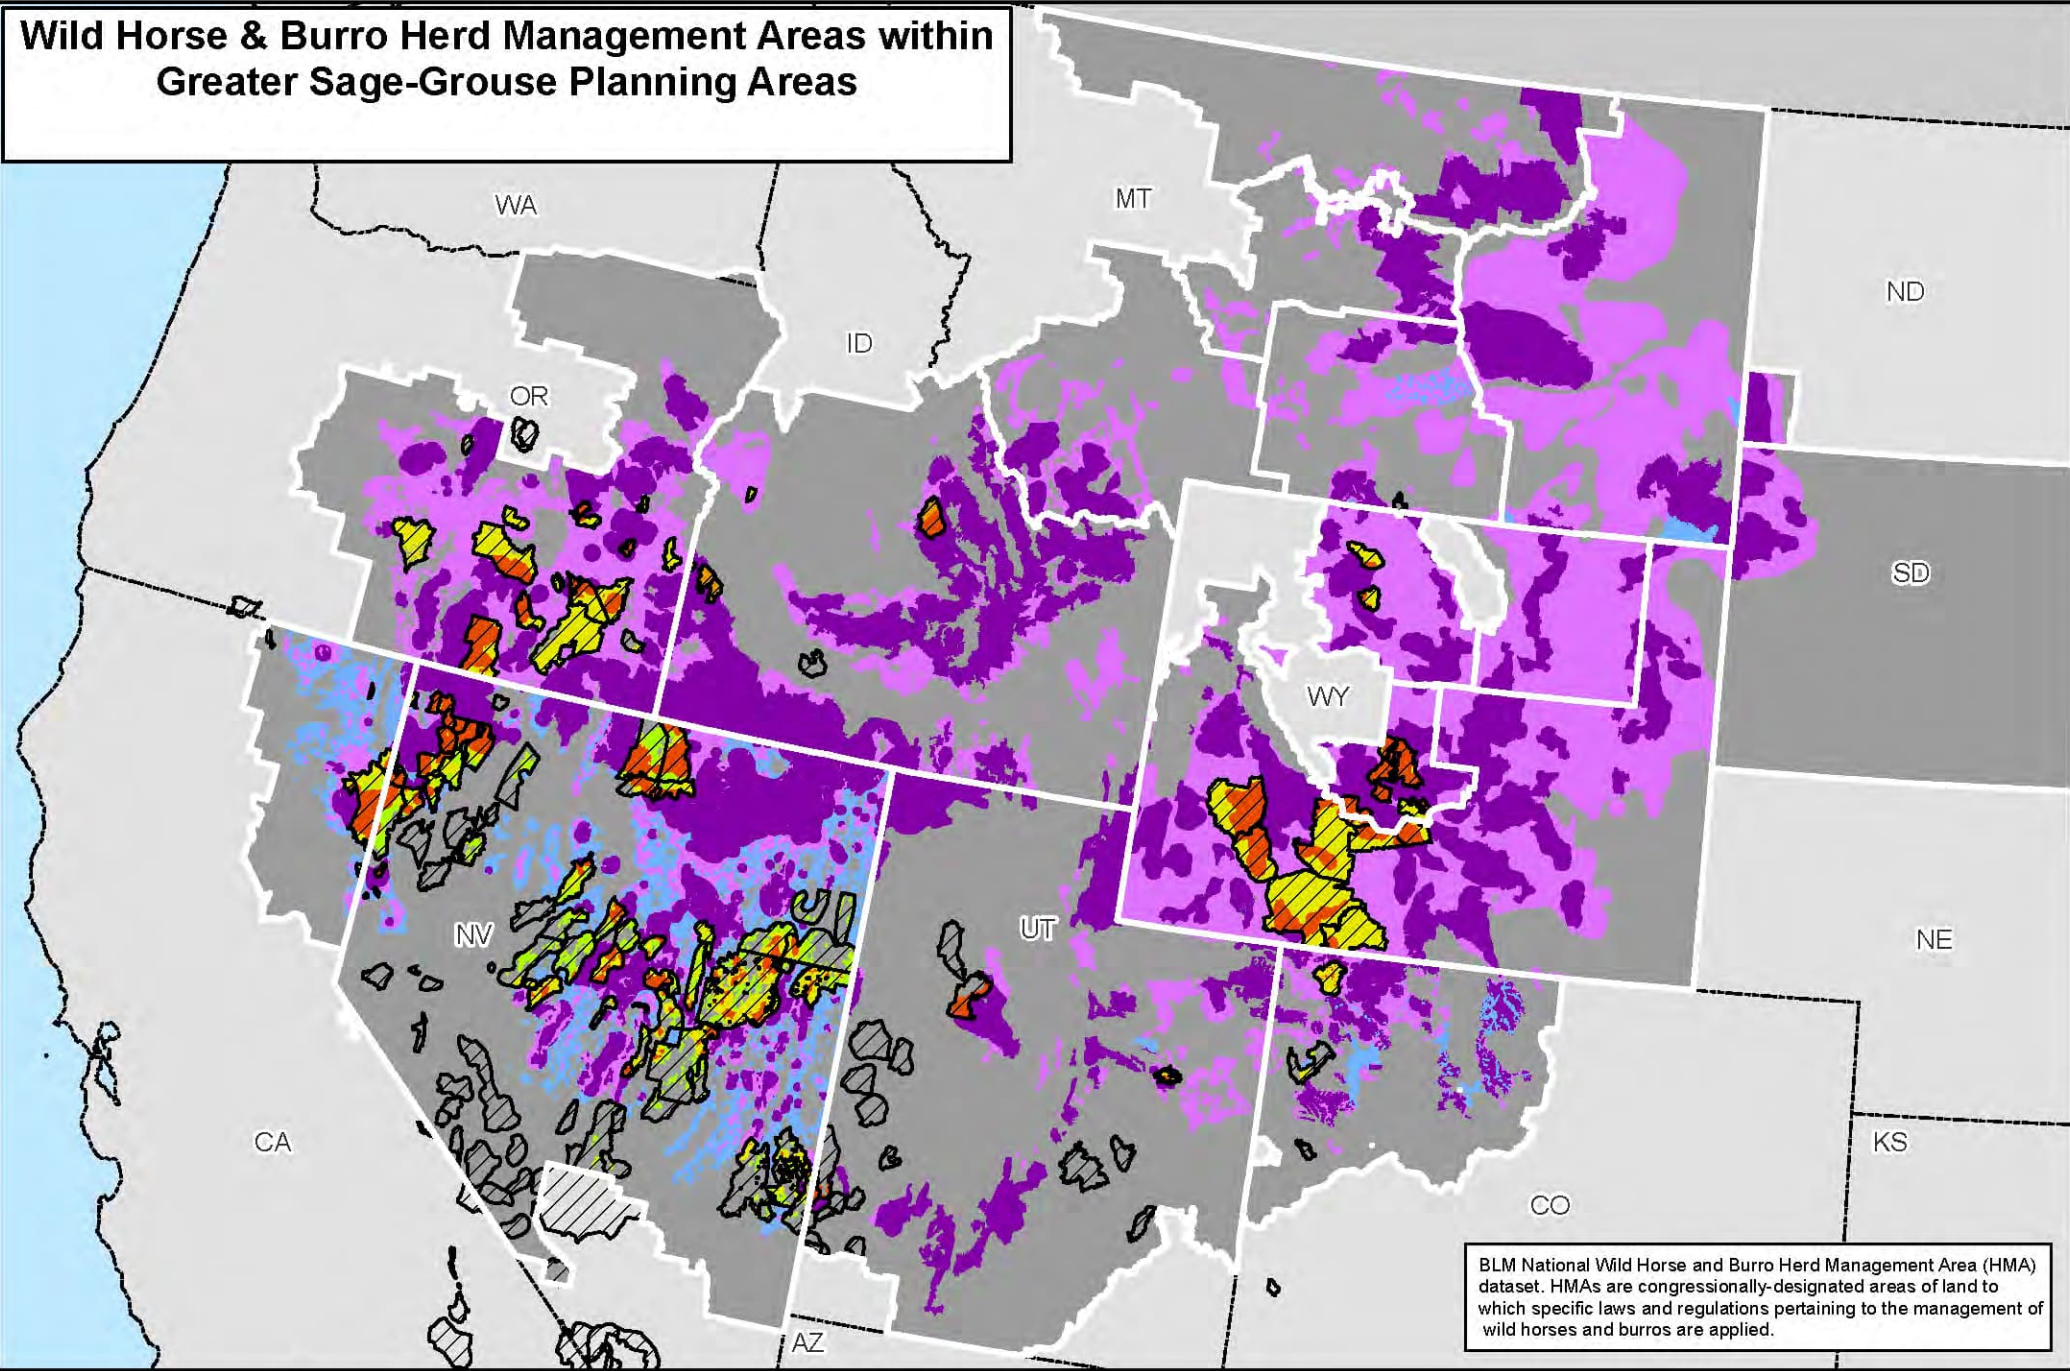 Wild Horse & Burro Herd Management Areas within
Greater Sage-Grouse Planning Areas
WA
MT
ND
ID
OR
SD
WY
NV
UT
NE
CA
KS
CO
AZ
BLM National Wild Horse and Burro Herd Management Area (HMA)
dataset. HMAs are congressionally-designated areas of land to
which specific laws and regulations pertaining to the management of
wild horses and burros are applied.